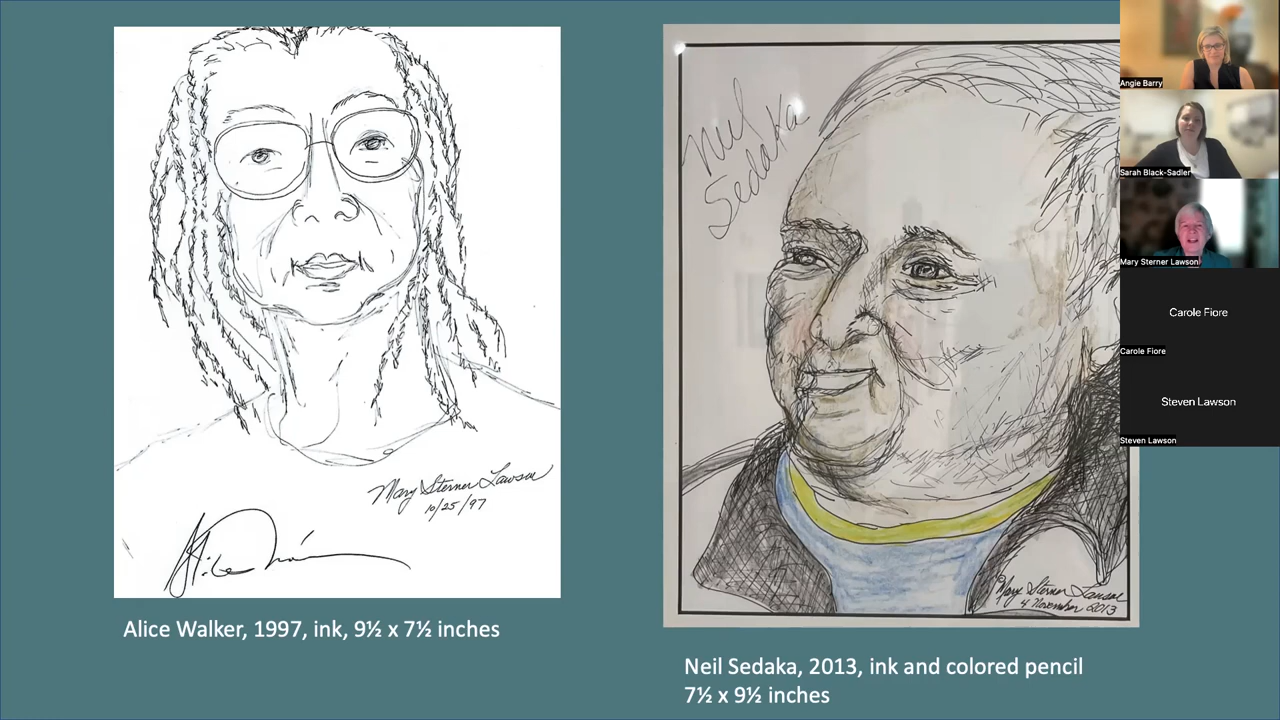 Mary Sterner Lawson
10/25/97
Alice Walker, 1997, ink, 9½ x 7½ inches
Neil
Sedaka
Mary Sterner Lawson
4 November 2013
Neil Sedaka, 2013, ink and colored pencil
7½ x 9½ inches
Angie Barry
Sarah Black-Sadler
Mary Sterner Lawson
Carole Fiore
Carole Fiore
Steven Lawson
Steven Lawson